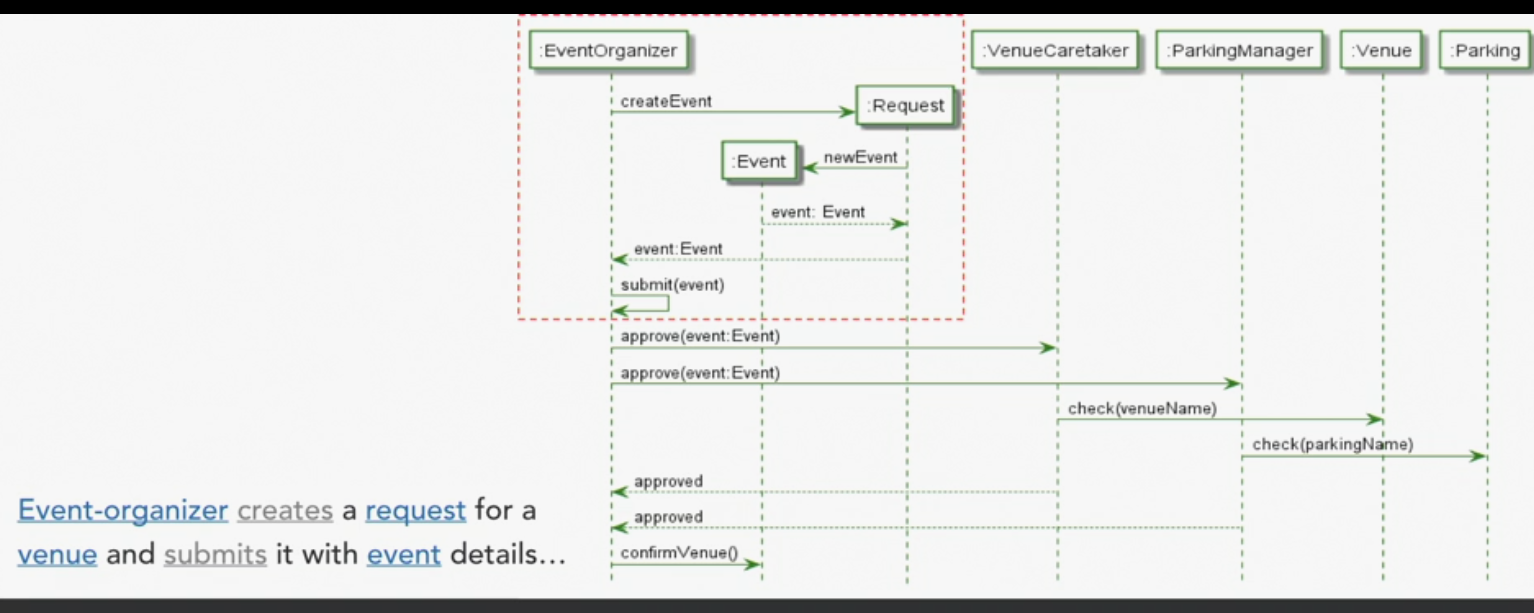 :EventOrganizer :VenueCaretaker :ParkingManager :Venue :Parking
createEvent :Request
:Event newEvent
event: Event
event:Event
submit(event)
approve(event:Event)
approve(event:Event)
check(venueName)
check(parkingName)
approved
approved
confirmVenue()
Event-organizer creates a request for a
venue and submits it with event details...